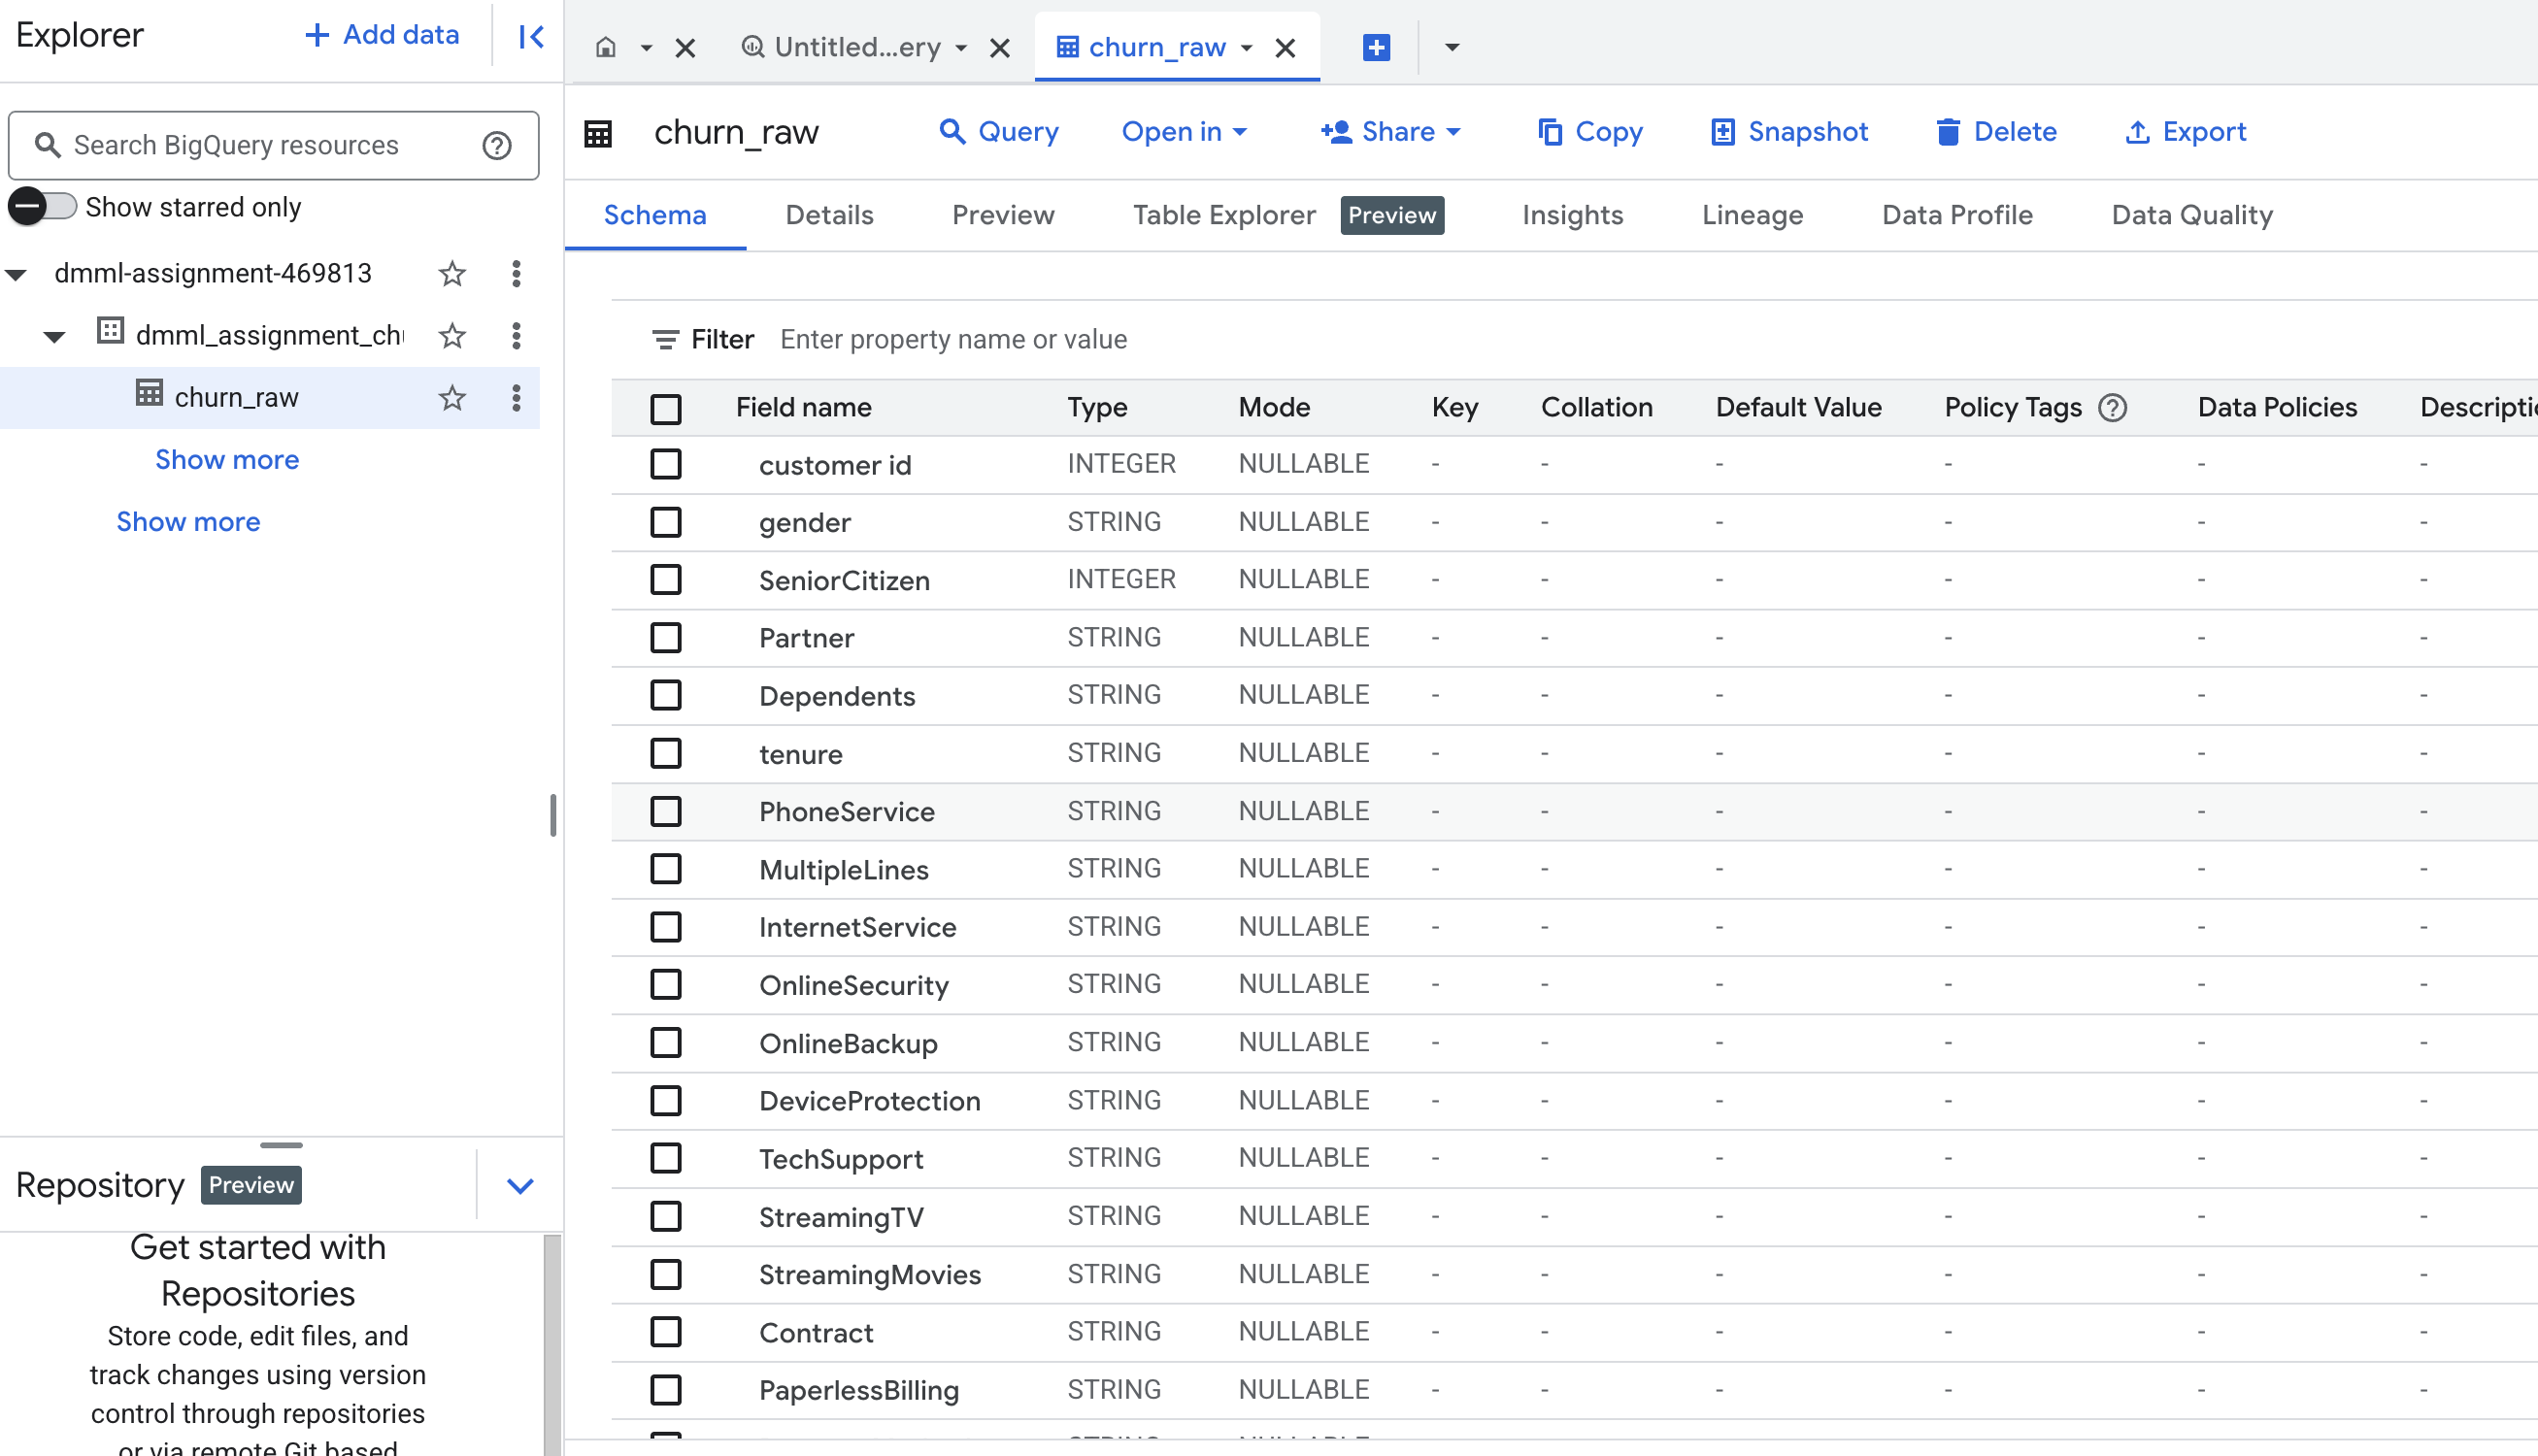 Explorer
+ Add data
Search BigQuery resources
Show starred only
dmml-assignment-469813
dmml_assignment_ch
churn_raw
Show more
Show more
Repository Preview
Get started with
Repositories
Store code, edit files, and
track changes using version
control through repositories
or via remote Git based
Untitled...ery
churn_raw
churn_raw Query Open in Share Copy Snapshot Delete Export
Schema Details Preview Table Explorer Preview Insights Lineage Data Profile Data Quality
Filter Enter property name or value
Field name Type Mode Key Collation Default Value Policy Tags Data Policies Descripti
customer id INTEGER NULLABLE - - - - - -
gender STRING NULLABLE - - - - - -
SeniorCitizen INTEGER NULLABLE - - - - - -
Partner STRING NULLABLE - - - - - -
Dependents STRING NULLABLE - - - - - -
tenure STRING NULLABLE - - - - - -
PhoneService STRING NULLABLE - - - - - -
MultipleLines STRING NULLABLE - - - - - -
InternetService STRING NULLABLE - - - - - -
OnlineSecurity STRING NULLABLE - - - - - -
OnlineBackup STRING NULLABLE - - - - - -
DeviceProtection STRING NULLABLE - - - - - -
TechSupport STRING NULLABLE - - - - - -
StreamingTV STRING NULLABLE - - - - - -
StreamingMovies STRING NULLABLE - - - - - -
Contract STRING NULLABLE - - - - - -
PaperlessBilling STRING NULLABLE - - - - - -